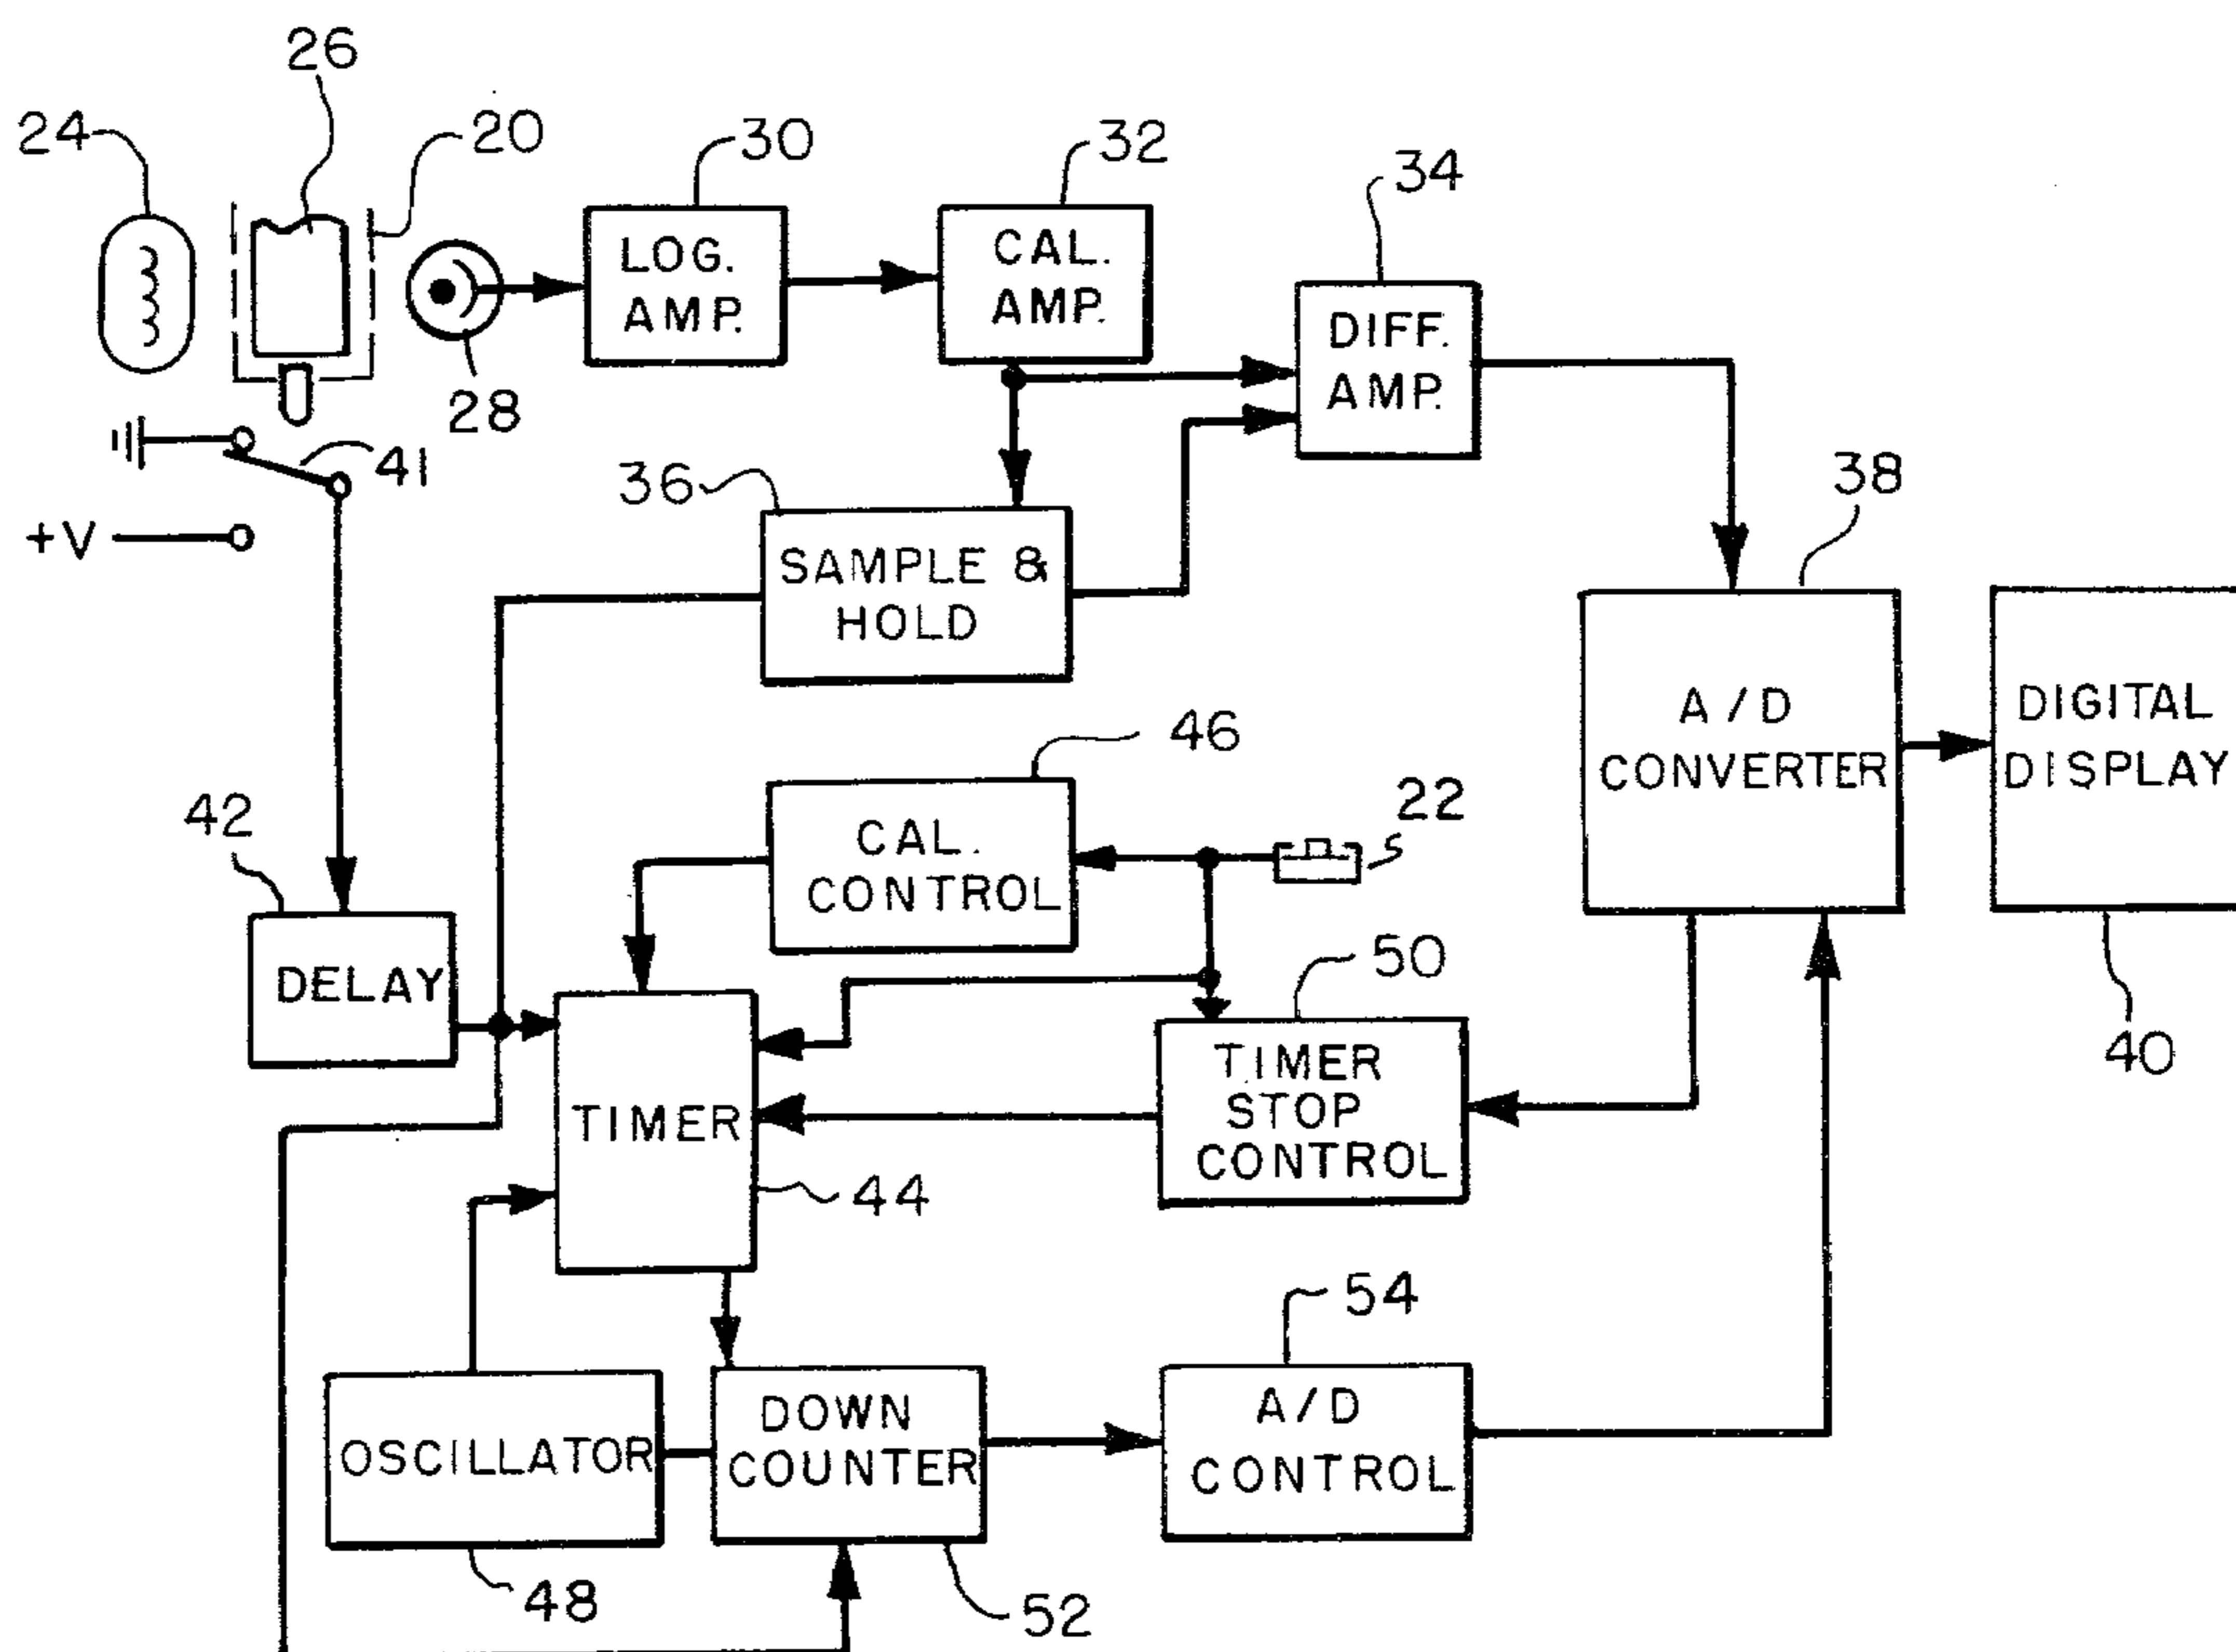 26
24
20
30
32
34
LOG.
AMP.
CAL.
AMP.
DIFF.
AMP.
28
41
36
38
+V
SAMPLE &
HOLD
A/D
CONVERTER
DIGITAL
DISPLAY
46
22
42
CAL.
CONTROL
DELAY
50
40
TIMER
TIMER
STOP
CONTROL
44
54
OSCILLATOR
DOWN
COUNTER
A/D
CONTROL
48
52